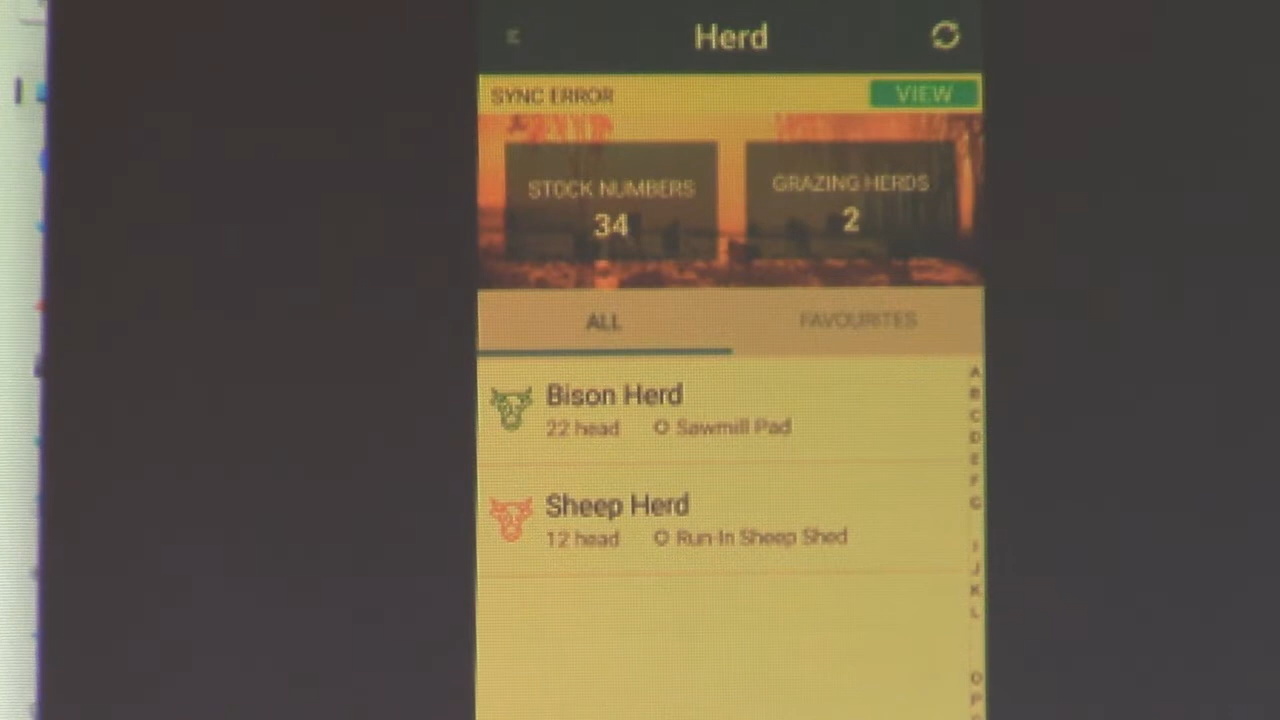 Herd
SYNC ERROR
VIEW
STOCK NUMBERS
34
GRAZING HERDS
2
ALL
FAVOURITES
Bison Herd
22 head
Sawmill Pad
Sheep Herd
12 head
Run-In Sheep Shed
A
B
C
D
E
F
G
I
J
K
L
O
P